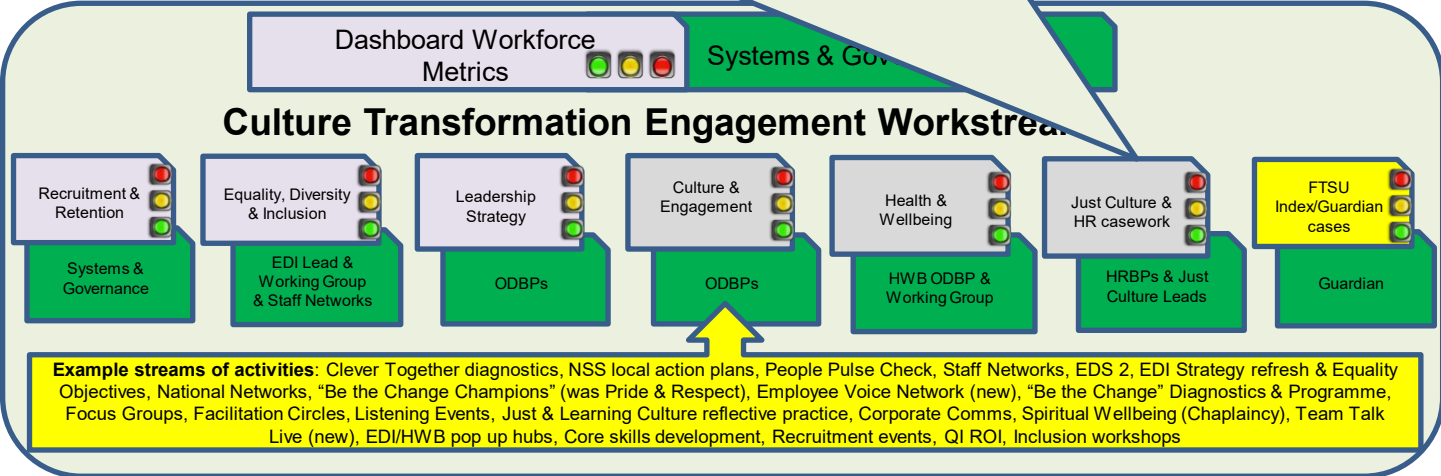 Dashboard Workforce
Metrics
Systems &
Culture Transformation Engagement
Recruitment &
Retention
Systems &
Governance
Equality, Diversity
& Inclusion
EDI Lead &
Working Group
& Staff Networks
Leadership
Strategy
ODBPs
Culture &
Engagement
ODBPs
Health &
Wellbeing
HWB ODBP &
Working Group
Just Culture &
HR casework
HRBPs & Just
Culture Leads
FTSU
Index/Guardian
cases
Guardian
Example streams of activities: Clever Together diagnostics, NSS local action plans, People Pulse Check, Staff Networks, EDS 2, EDI Strategy refresh & Equality
Objectives, National Networks, “Be the Change Champions” (was Pride & Respect), Employee Voice Network (new), “Be the Change” Diagnostics & Programme,
Focus Groups, Facilitation Circles, Listening Events, Just & Learning Culture reflective practice, Corporate Comms, Spiritual Wellbeing (Chaplaincy), Team Talk
Live (new), EDI/HWB pop up hubs, Core skills development, Recruitment events, QI ROI, Inclusion workshops